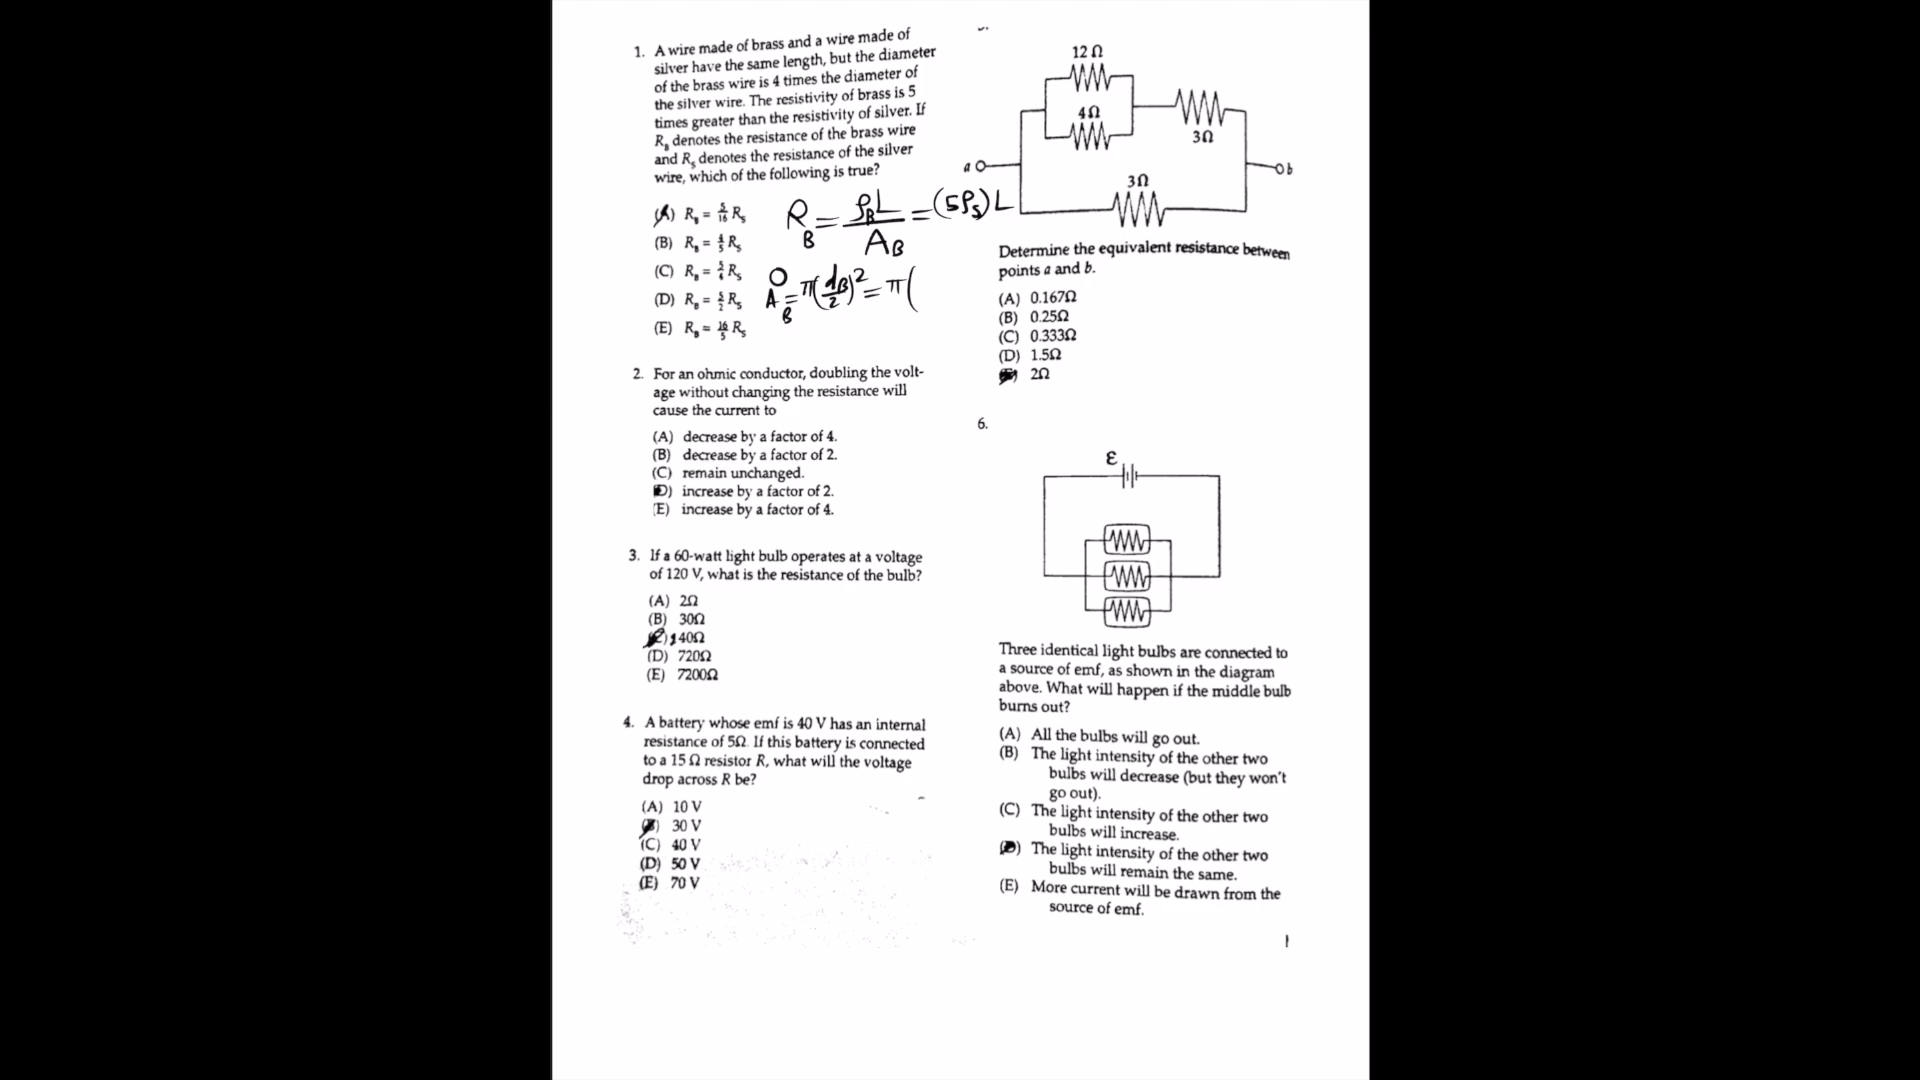 1. A wire made of brass and a wire made of
silver have the same length, but the diameter
of the brass wire is 4 times the diameter of
the silver wire. The resistivity of brass is 5
times greater than the resistivity of silver. If
R_B denotes the resistance of the brass wire
and R_S denotes the resistance of the silver
wire, which of the following is true?
(A) R_B = 5/16 R_S
(B) R_B = 4/5 R_S
(C) R_B = 5/4 R_S
(D) R_B = 5/2 R_S
(E) R_B = 16/5 R_S
R_B = ρ_B L / A_B = (5ρ_S) L
A_B = π(d_B/2)² = π(
2. For an ohmic conductor, doubling the volt-
age without changing the resistance will
cause the current to
(A) decrease by a factor of 4.
(B) decrease by a factor of 2.
(C) remain unchanged.
(D) increase by a factor of 2.
(E) increase by a factor of 4.
3. If a 60-watt light bulb operates at a voltage
of 120 V, what is the resistance of the bulb?
(A) 2Ω
(B) 30Ω
240Ω
(D) 720Ω
(E) 7200Ω
4. A battery whose emf is 40 V has an internal
resistance of 5Ω. If this battery is connected
to a 15 Ω resistor R, what will the voltage
drop across R be?
(A) 10 V
(B) 30 V
(C) 40 V
(D) 50 V
(E) 70 V
12 Ω
4Ω
3Ω
a
b
3Ω
Determine the equivalent resistance between
points a and b.
(A) 0.167Ω
(B) 0.25Ω
(C) 0.333Ω
(D) 1.5Ω
2Ω
6.
ε
Three identical light bulbs are connected to
a source of emf, as shown in the diagram
above. What will happen if the middle bulb
burns out?
(A) All the bulbs will go out.
(B) The light intensity of the other two
bulbs will decrease (but they won't
go out).
(C) The light intensity of the other two
bulbs will increase.
(D) The light intensity of the other two
bulbs will remain the same.
(E) More current will be drawn from the
source of emf.